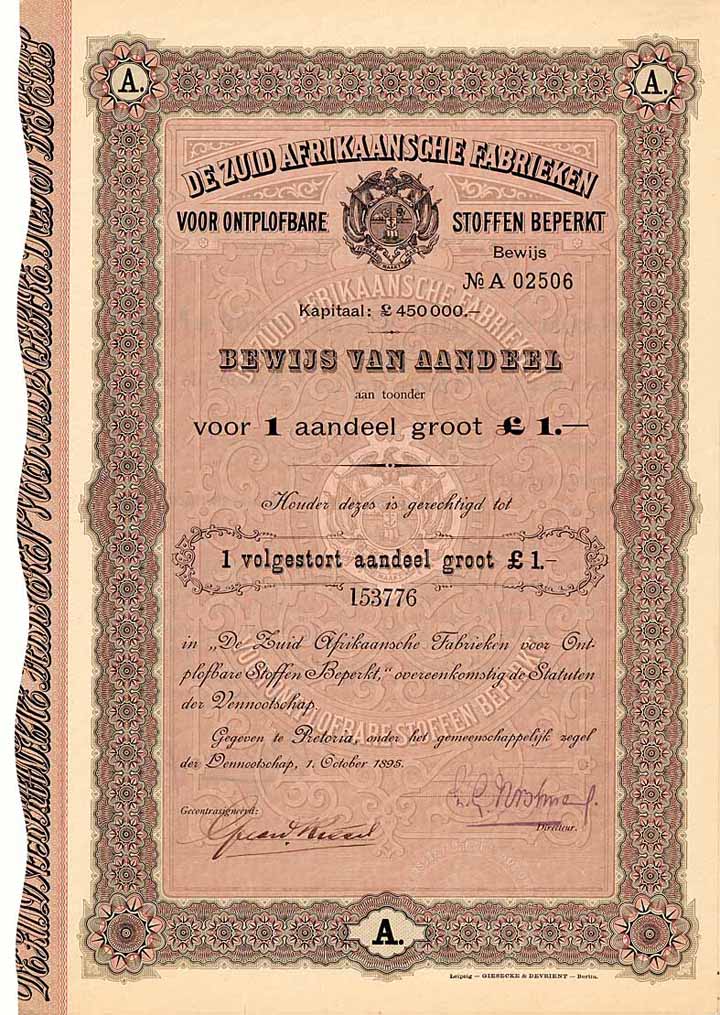 A.
A.
DE ZUID AFRIKAANSCHE FABRIEKEN
VOOR ONTPLOFBARE STOFFEN BEPERKT
Bewijs
No A 02506
Kapitaal: £ 450 000.—
BEWIJS VAN AANDEEL
aan toonder
voor 1 aandeel groot £ 1.—
Houder dezes is gerechtigd tot
1 volgestort aandeel groot £ 1.-
153776
in „De Zuid Afrikaansche Fabrieken voor Ont-
plofbare Stoffen Beperkt,“ overeenkomstig de Statuten
der Vennootschap.
Gegeven te Pretoria, onder het gemeenschappelijk zegel
der Vennootschap, 1. October 1895.
Gecontrasigneerd:
Directeur.
A.
Leipzig — GIESECKE & DEVRIENT — Berlin.